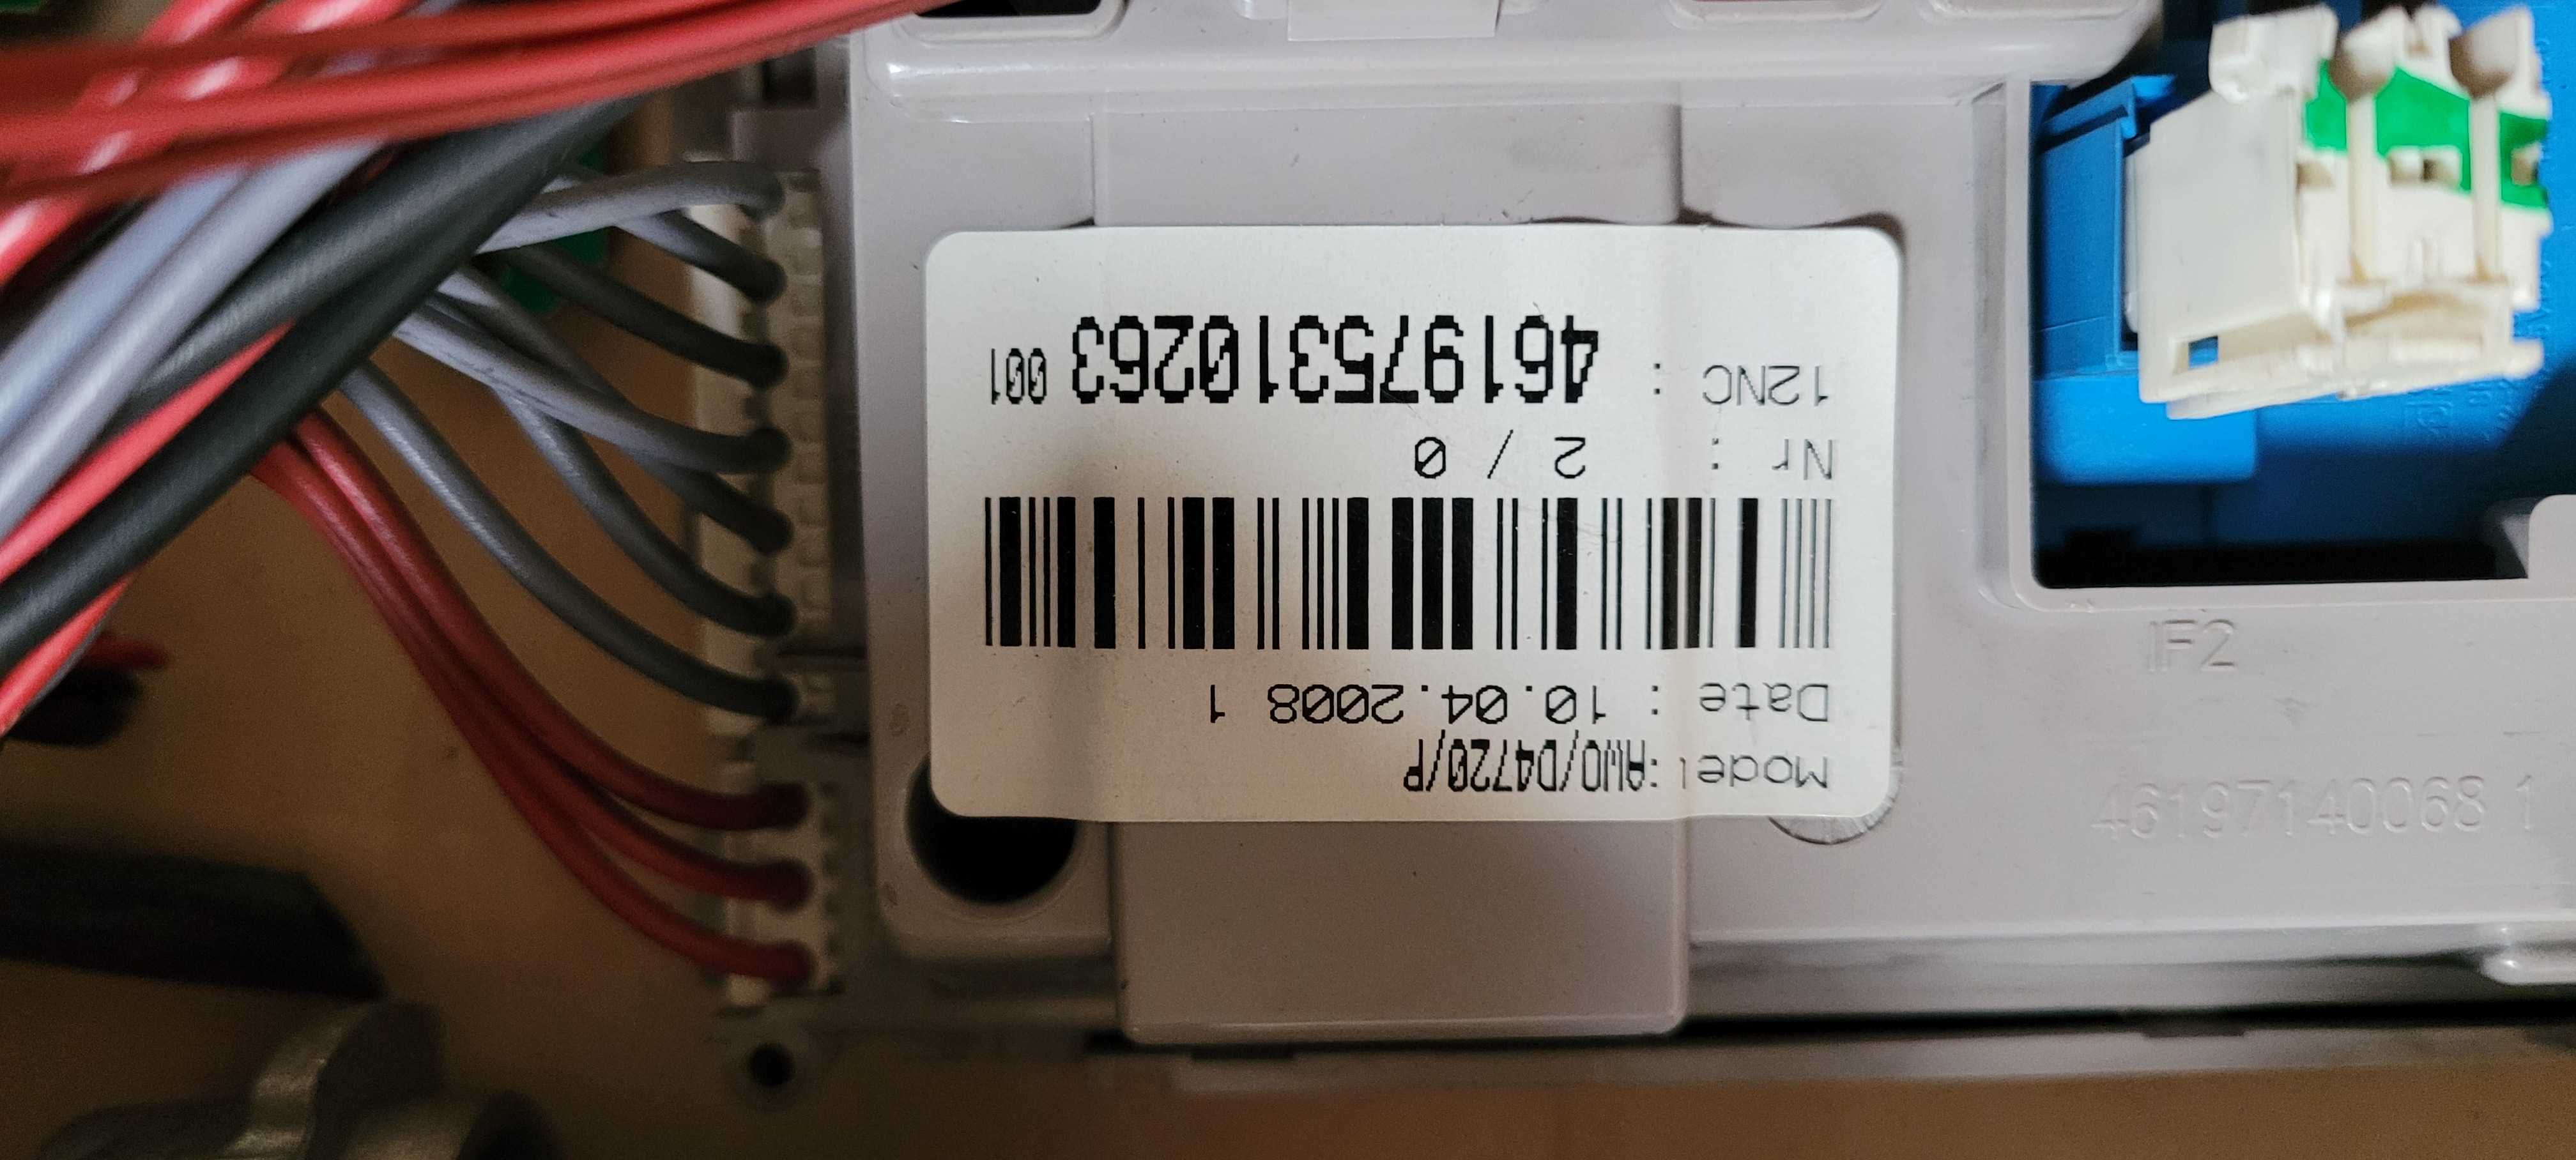 Model:AWO/D4720/P
Date : 10.04.2008 1
Nr : 2 / 0
12NC : 461975310263 001
IF2
46197140068 1